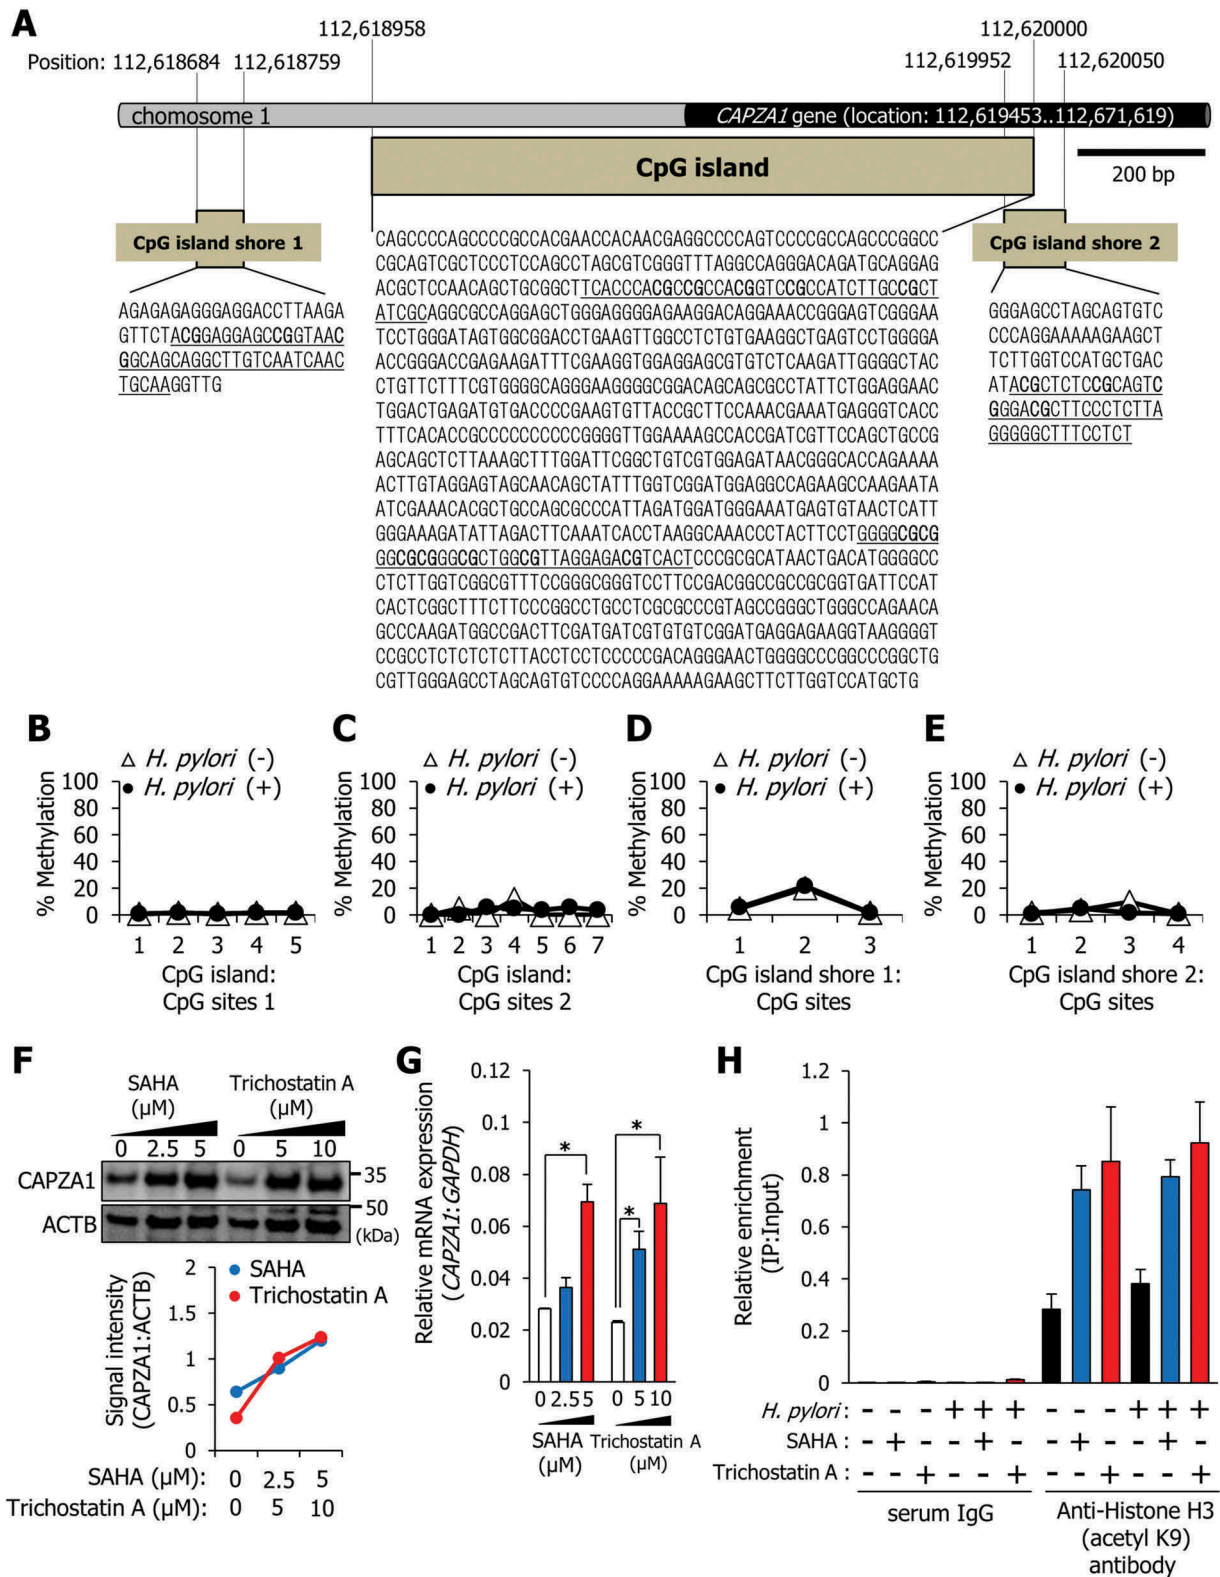 A
112,618958
112,620000
Position: 112,618684 112,618759
112,619952 112,620050
chomosome 1
CAPZA1 gene (location: 112,619453..112,671,619)
CpG island
200 bp
CpG island shore 1
CpG island shore 2
AGAGAGAGGGAGGACCTTAAGA
GTTCTACGGAGGAGCCGGTAAC
GGGCAGCAGGCTTGTCAATCAAC
TGCAAGGTTG
CAGCCCCAGCCCCGCCACGAACCACAACGAGGCCCCAGTCCCCGCCAGCCCGGCC
CGCAGTCGCTCCCTCCAGCCTAGCGTCGGGTTTAGGCCAGGGACAGATGCAGGAG
ACGCTCCAACAGCTGCGGCTTCACCCACGCCGCCACGGTCCGCCATCTTGCCGCT
ATCGCAGGCGCCAGGAGCTGGGAGGGGAGAAGGACAGGAAACCGGGAGTCGGGAA
TCCTGGGATAGTGGCGGACCTGAAGTTGGCCTCTGTGAAGGCTGAGTCCTGGGGA
ACCGGGACCGAGAAGATTTCGAAGGTGGAGGAGCGTGTCTCAAGATTGGGGCTAC
CTGTTCTTTCGTGGGGCAGGGAAGGGGCGGACAGCAGCGCCTATTCTGGAGGAAC
TGGACTGAGATGTGACCCCGAAGTGTTACCGCTTCCAAACGAAATGAGGGTCACC
TTTCACACCGCCCCCCCCCCGGGGTTGGAAAAGCCACCGATCGTTCCAGCTGCCG
AGCAGCTCTTAAAGCTTTGGATTCGGCTGTCGTGGAGATAACGGGCACCAGAAAA
ACTTGTAGGAGTAGCAACAGCTATTTGGTCGGATGGAGGCCAGAAGCCAAGAATA
ATCGAAACACGCTGCCAGCGCCCATTAGATGGATGGGAAATGAGTGTAACTCATT
GGGAAAGATATTAGACTTCAAATCACCTAAGGCAAACCCTACTTCCTGGGGCGCG
GGCGCGGGCGCTGGCGTTAGGAGACGTCACTCCCGCGCATAACTGACATGGGGCC
CTCTTGGTCGGCGTTTCCGGGCGGGTCCTTCCGACGGCCGCCGCGGTGATTCCAT
CACTCGGCTTTCTTCCCGGCCTGCCTCGCGCCCGTAGCCGGGCTGGGCCAGAACA
GCCCAAGATGGCCGACTTCGATGATCGTGTGTCGGATGAGGAGAAGGTAAGGGGT
CCGCCTCTCTCTCTTACCTCCTCCCCCGACAGGGAACTGGGGCCCGGCCCGGCTG
CGTTGGGAGCCTAGCAGTGTCCCCAGGAAAAAGAAGCTTCTTGGTCCATGCTG
GGGAGCCTAGCAGTGTC
CCCAGGAAAAAGAAGCT
TCTTGGTCCATGCTGAC
ATACGCTCTCCGCAGTC
GGGACGCTTCCCTCTTA
GGGGGCTTTCCTCT
B
H. pylori (-)
H. pylori (+)
% Methylation
100
80
60
40
20
0
1 2 3 4 5
CpG island:
CpG sites 1
C
H. pylori (-)
H. pylori (+)
% Methylation
100
80
60
40
20
0
1 2 3 4 5 6 7
CpG island:
CpG sites 2
D
H. pylori (-)
H. pylori (+)
% Methylation
100
80
60
40
20
0
1 2 3
CpG island shore 1:
CpG sites
E
H. pylori (-)
H. pylori (+)
% Methylation
100
80
60
40
20
0
1 2 3 4
CpG island shore 2:
CpG sites
F
SAHA
(µM)
Trichostatin A
(µM)
0 2.5 5 0 5 10
CAPZA1
35
50
ACTB
(kDa)
SAHA
Trichostatin A
Signal intensity
(CAPZA1:ACTB)
2
1.5
1
0.5
0
SAHA (µM): 0 2.5 5
Trichostatin A (µM): 0 5 10
G
Relative mRNA expression
(CAPZA1:GAPDH)
0.12
0.1
0.08
0.06
0.04
0.02
0
*
*
*
0 2.5 5 0 5 10
SAHA
(µM)
Trichostatin A
(µM)
H
Relative enrichment
(IP:Input)
1.2
1
0.8
0.6
0.4
0.2
0
H. pylori : - - - + + + - - - + + +
SAHA : - + - - + - - + - - + -
Trichostatin A : - - + - - + - - + - - +
serum IgG
Anti-Histone H3
(acetyl K9)
antibody